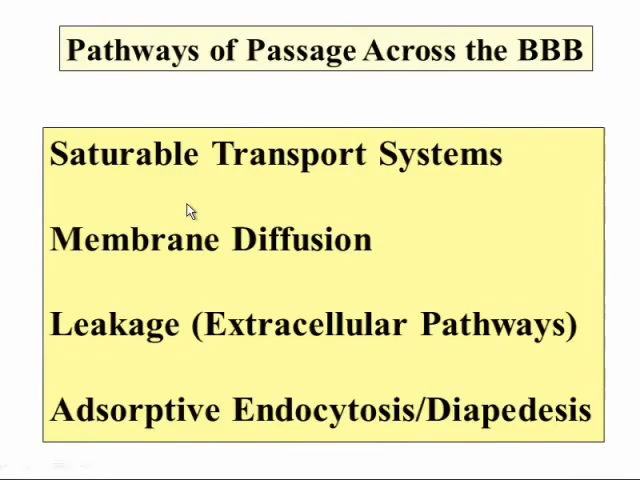 Pathways of Passage Across the BBB
Saturable Transport Systems
Membrane Diffusion
Leakage (Extracellular Pathways)
Adsorptive Endocytosis/Diapedesis